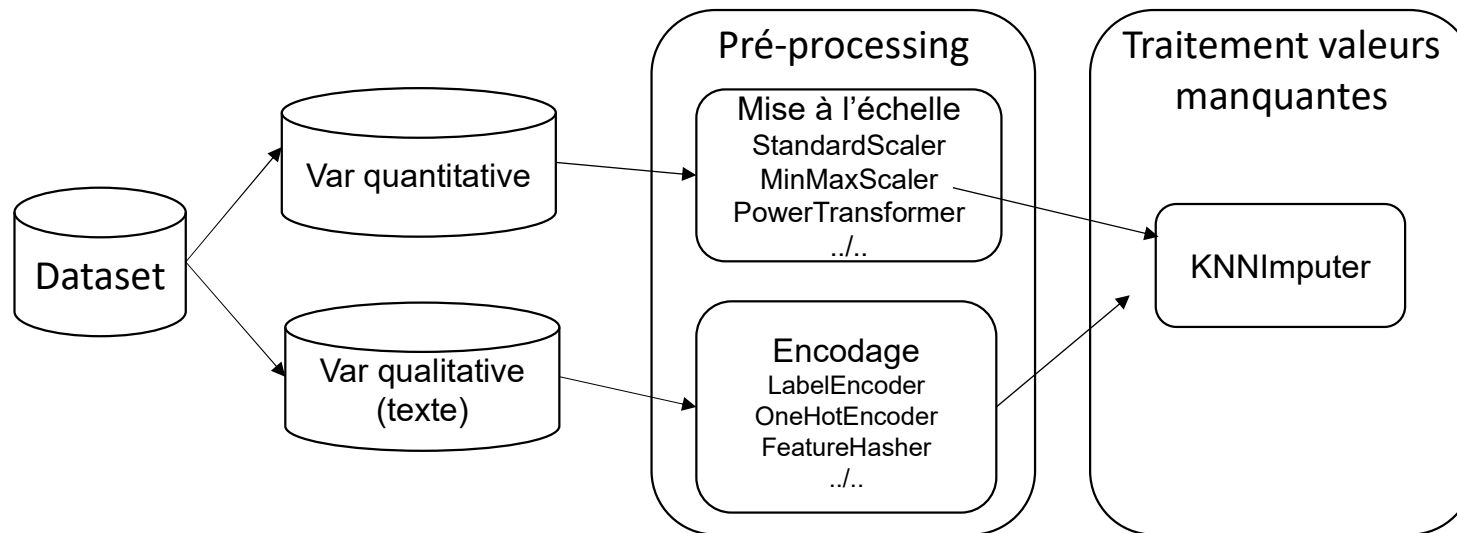 Dataset
Var quantitative
Var qualitative
(texte)
Pré-processing
Mise à l’échelle
StandardScaler
MinMaxScaler
PowerTransformer
../..
Encodage
LabelEncoder
OneHotEncoder
FeatureHasher
../..
Traitement valeurs
manquantes
KNNImputer